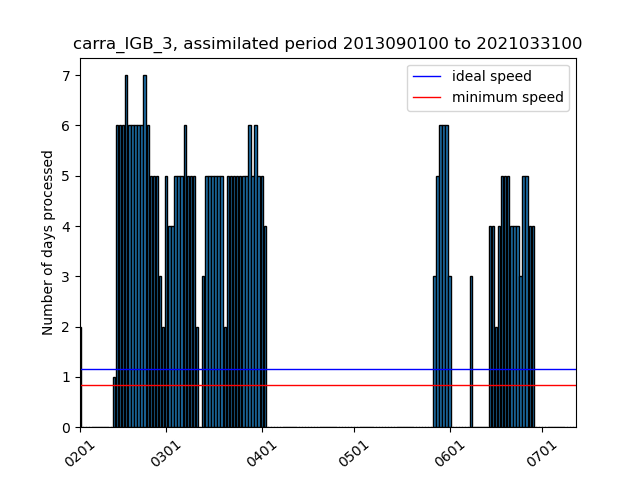 carra_IGB_3, assimilated period 2013090100 to 2021033100
ideal speed
minimum speed
Number of days processed
7
6
5
4
3
2
1
0
0201 0301 0401 0501 0601 0701